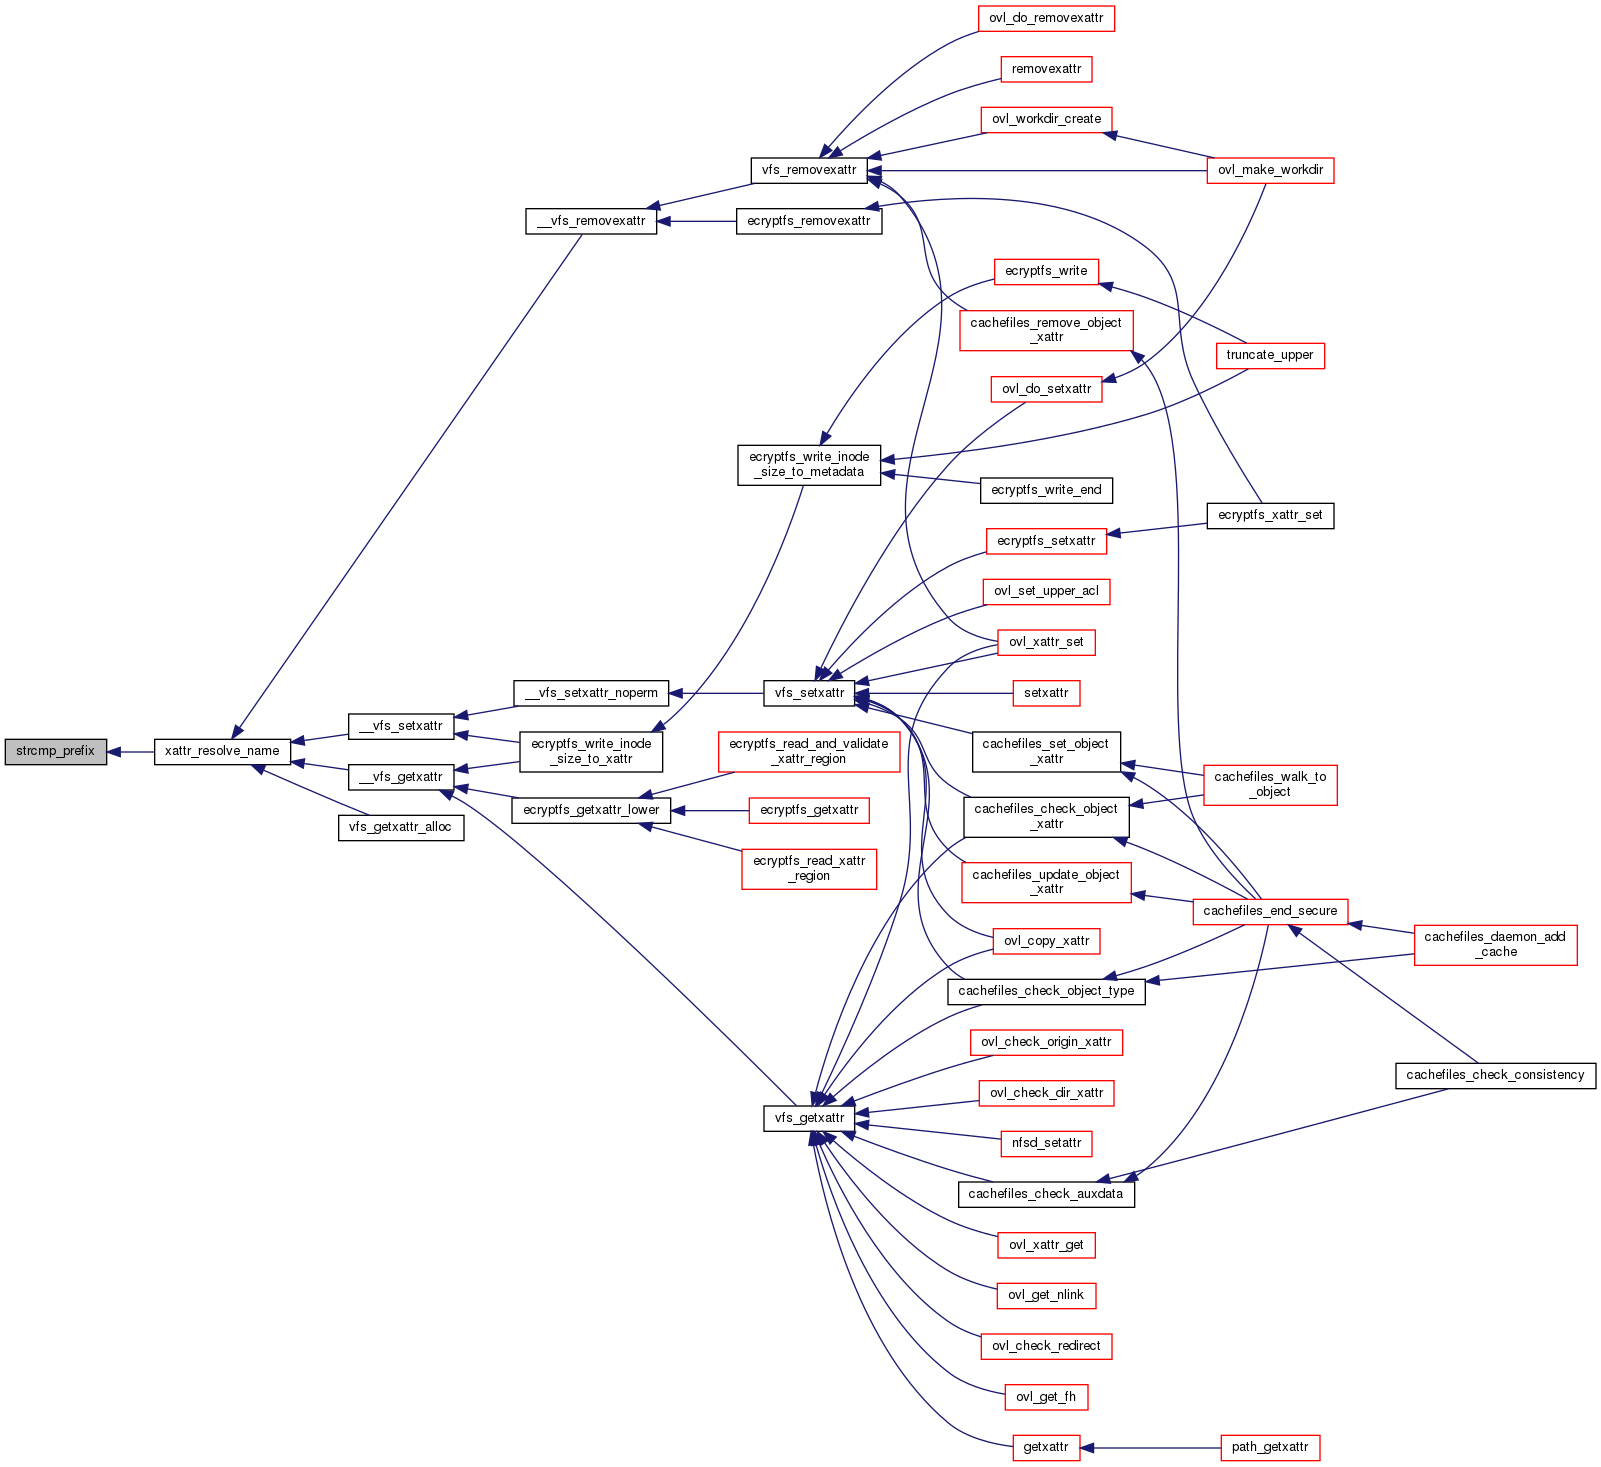 ovl_do_removexattr
removexattr
ovl_workdir_create
vfs_removexattr
ovl_make_workdir
__vfs_removexattr
ecryptfs_removexattr
ecryptfs_write
cachefiles_remove_object
_xattr
truncate_upper
ovl_do_setxattr
ecryptfs_write_inode
_size_to_metadata
ecryptfs_write_end
ecryptfs_xattr_set
ecryptfs_setxattr
ovl_set_upper_acl
ovl_xattr_set
__vfs_setxattr_noperm
vfs_setxattr
setxattr
__vfs_setxattr
strcmp_prefix
xattr_resolve_name
ecryptfs_write_inode
_size_to_xattr
ecryptfs_read_and_validate
_xattr_region
cachefiles_set_object
_xattr
__vfs_getxattr
cachefiles_walk_to
_object
ecryptfs_getxattr_lower
ecryptfs_getxattr
cachefiles_check_object
_xattr
vfs_getxattr_alloc
ecryptfs_read_xattr
_region
cachefiles_update_object
_xattr
cachefiles_end_secure
ovl_copy_xattr
cachefiles_daemon_add
_cache
cachefiles_check_object_type
ovl_check_origin_xattr
cachefiles_check_consistency
ovl_check_dir_xattr
vfs_getxattr
nfsd_setattr
cachefiles_check_auxdata
ovl_xattr_get
ovl_get_nlink
ovl_check_redirect
ovl_get_fh
getxattr
path_getxattr